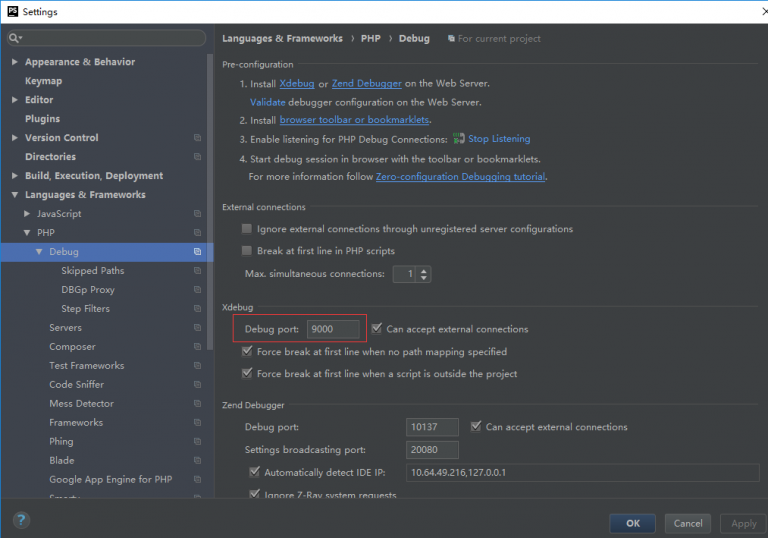 PS Settings
Appearance & Behavior
Keymap
Editor
Plugins
Version Control
Directories
Build, Execution, Deployment
Languages & Frameworks
JavaScript
PHP
Debug
Skipped Paths
DBGp Proxy
Step Filters
Servers
Composer
Test Frameworks
Code Sniffer
Mess Detector
Frameworks
Phing
Blade
Google App Engine for PHP
Smarty
Languages & Frameworks › PHP › Debug For current project
Pre-configuration
1. Install Xdebug or Zend Debugger on the Web Server.
Validate debugger configuration on the Web Server.
2. Install browser toolbar or bookmarklets.
3. Enable listening for PHP Debug Connections: Stop Listening
4. Start debug session in browser with the toolbar or bookmarklets.
For more information follow Zero-configuration Debugging tutorial.
External connections
Ignore external connections through unregistered server configurations
Break at first line in PHP scripts
Max. simultaneous connections: 1
Xdebug
Debug port: 9000 Can accept external connections
Force break at first line when no path mapping specified
Force break at first line when a script is outside the project
Zend Debugger
Debug port: 10137 Can accept external connections
Settings broadcasting port: 20080
Automatically detect IDE IP: 10.64.49.216,127.0.0.1
Ignore Z-Ray system requests
? OK Cancel Apply